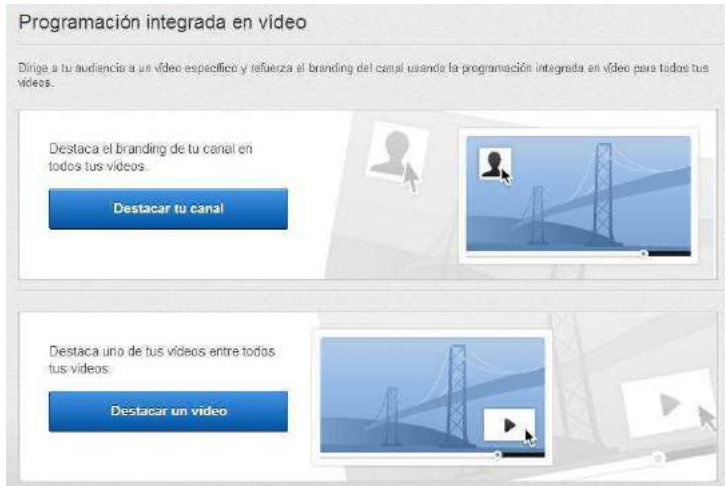 Programación integrada en vídeo
Dirige a tu audiencia a un vídeo específico y refuerza el branding del canal usando la programación integrada en vídeo para todos tus
vídeos.
Destaca el branding de tu canal en
todos tus vídeos.
Destacar tu canal
Destaca uno de tus vídeos entre todos
tus vídeos.
Destacar un vídeo